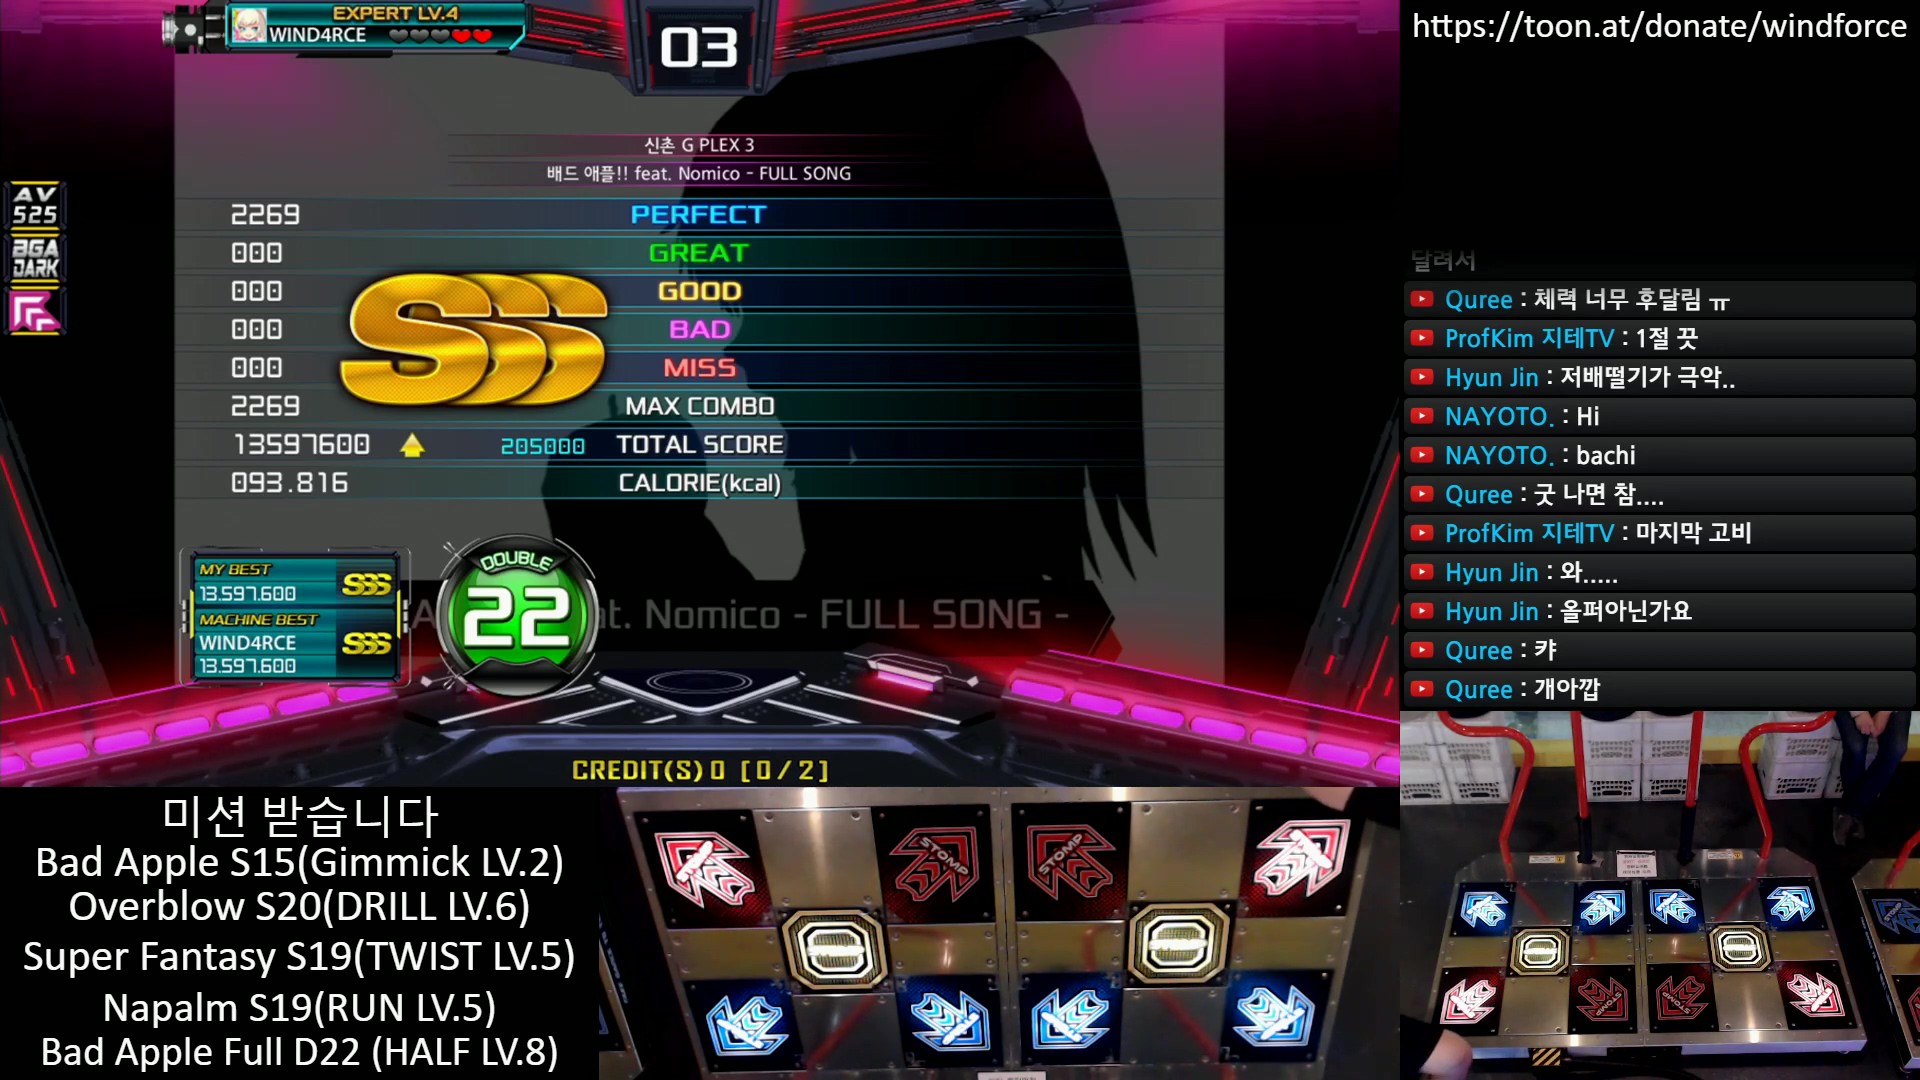 EXPERT LV.4
WIND4RCE
03
https://toon.at/donate/windforce
신촌 G PLEX 3
배드 애플!! feat. Nomico - FULL SONG
AV
525
BGA
DARK
2269 PERFECT
000 GREAT
000 GOOD
000 BAD
000 MISS
SSS
2269 MAX COMBO
13597600 205000 TOTAL SCORE
093.816 CALORIE(kcal)
MY BEST
13.597.600 SSS
MACHINE BEST
WIND4RCE
13.597.600 SSS
DOUBLE
22
at. Nomico - FULL SONG -
CREDIT(S) 0 [0/2]
달려서
Quree : 체력 너무 후달림 ㅠ
ProfKim 지테TV : 1절 끗
Hyun Jin : 저배떨기가 극악..
NAYOTO. : Hi
NAYOTO. : bachi
Quree : 굿 나면 참....
ProfKim 지테TV : 마지막 고비
Hyun Jin : 와.....
Hyun Jin : 올퍼아닌가요
Quree : 캬
Quree : 개아깝
미션 받습니다
Bad Apple S15(Gimmick LV.2)
Overblow S20(DRILL LV.6)
Super Fantasy S19(TWIST LV.5)
Napalm S19(RUN LV.5)
Bad Apple Full D22 (HALF LV.8)
STOMP
STOMP